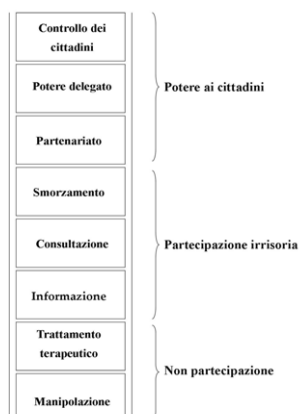 Controllo dei
cittadini
Potere delegato
Potere ai cittadini
Partenariato
Smorzamento
Consultazione
Partecipazione irrisoria
Informazione
Trattamento
terapeutico
Non partecipazione
Manipolazione